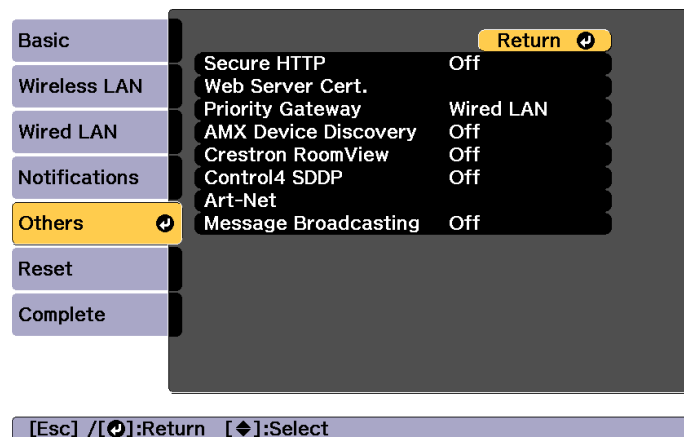 Basic
Wireless LAN
Wired LAN
Notifications
Others
Reset
Complete
Return
Secure HTTP Off
Web Server Cert.
Priority Gateway Wired LAN
AMX Device Discovery Off
Crestron RoomView Off
Control4 SDDP Off
Art-Net
Message Broadcasting Off
[Esc] /[↵]:Return [◆]:Select